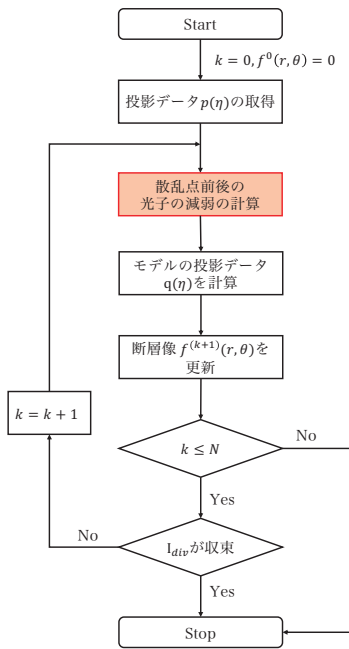 Start
k = 0, f⁰(r, θ) = 0
投影データp(η)の取得
散乱点前後の
光子の減弱の計算
モデルの投影データ
q(η)を計算
断層像 f⁽ᵏ⁺¹⁾(r, θ)を
更新
k = k + 1
k ≤ N
No
Yes
No
I_{div}が収束
Yes
Stop